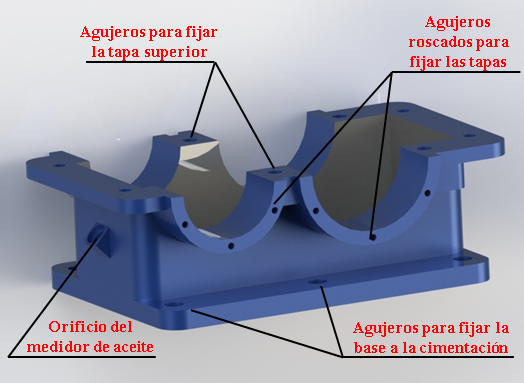 Agujeros para fijar
la tapa superior
Agujeros
roscados para
fijar las tapas
Orificio del
medidor de aceite
Agujeros para fijar la
base a la cimentación